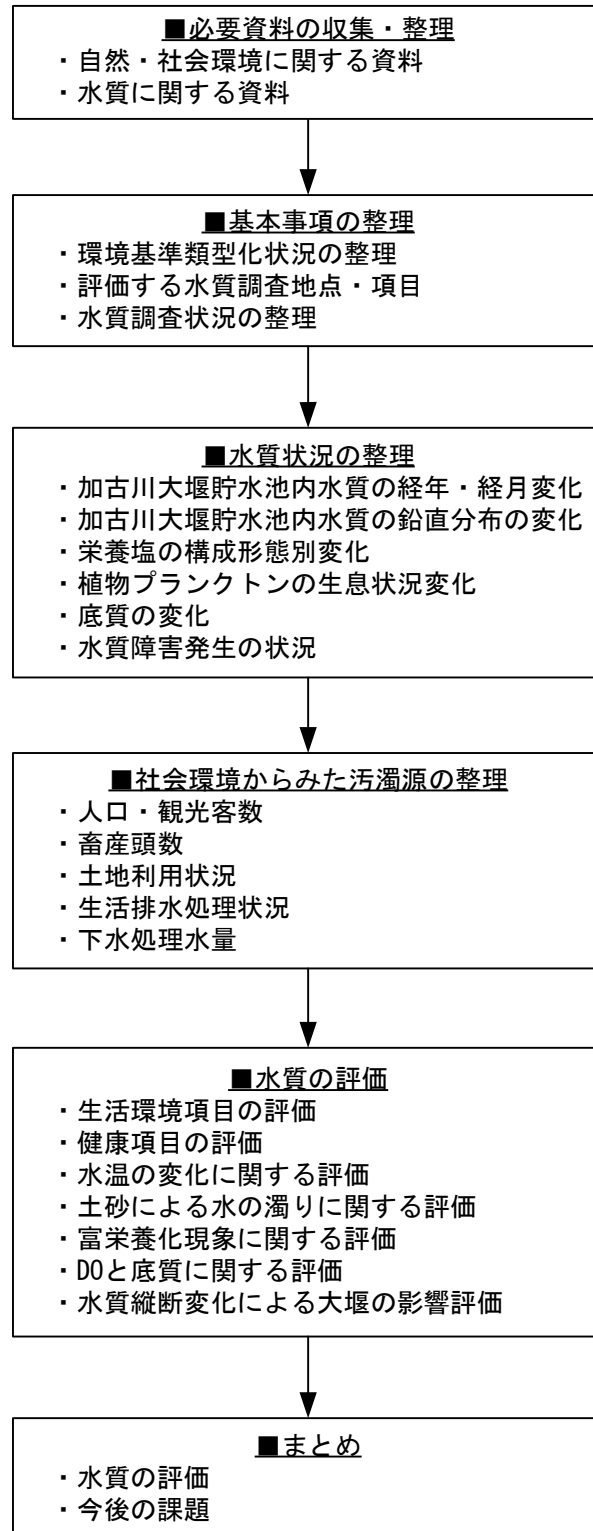 ■必要資料の収集・整理
・自然・社会環境に関する資料
・水質に関する資料
■基本事項の整理
・環境基準類型化状況の整理
・評価する水質調査地点・項目
・水質調査状況の整理
■水質状況の整理
・加古川大堰貯水池内水質の経年・経月変化
・加古川大堰貯水池内水質の鉛直分布の変化
・栄養塩の構成形態別変化
・植物プランクトンの生息状況変化
・底質の変化
・水質障害発生の状況
■社会環境からみた汚濁源の整理
・人口・観光客数
・畜産頭数
・土地利用状況
・生活排水処理状況
・下水処理水量
■水質の評価
・生活環境項目の評価
・健康項目の評価
・水温の変化に関する評価
・土砂による水の濁りに関する評価
・富栄養化現象に関する評価
・DOと底質に関する評価
・水質縦断変化による大堰の影響評価
■まとめ
・水質の評価
・今後の課題